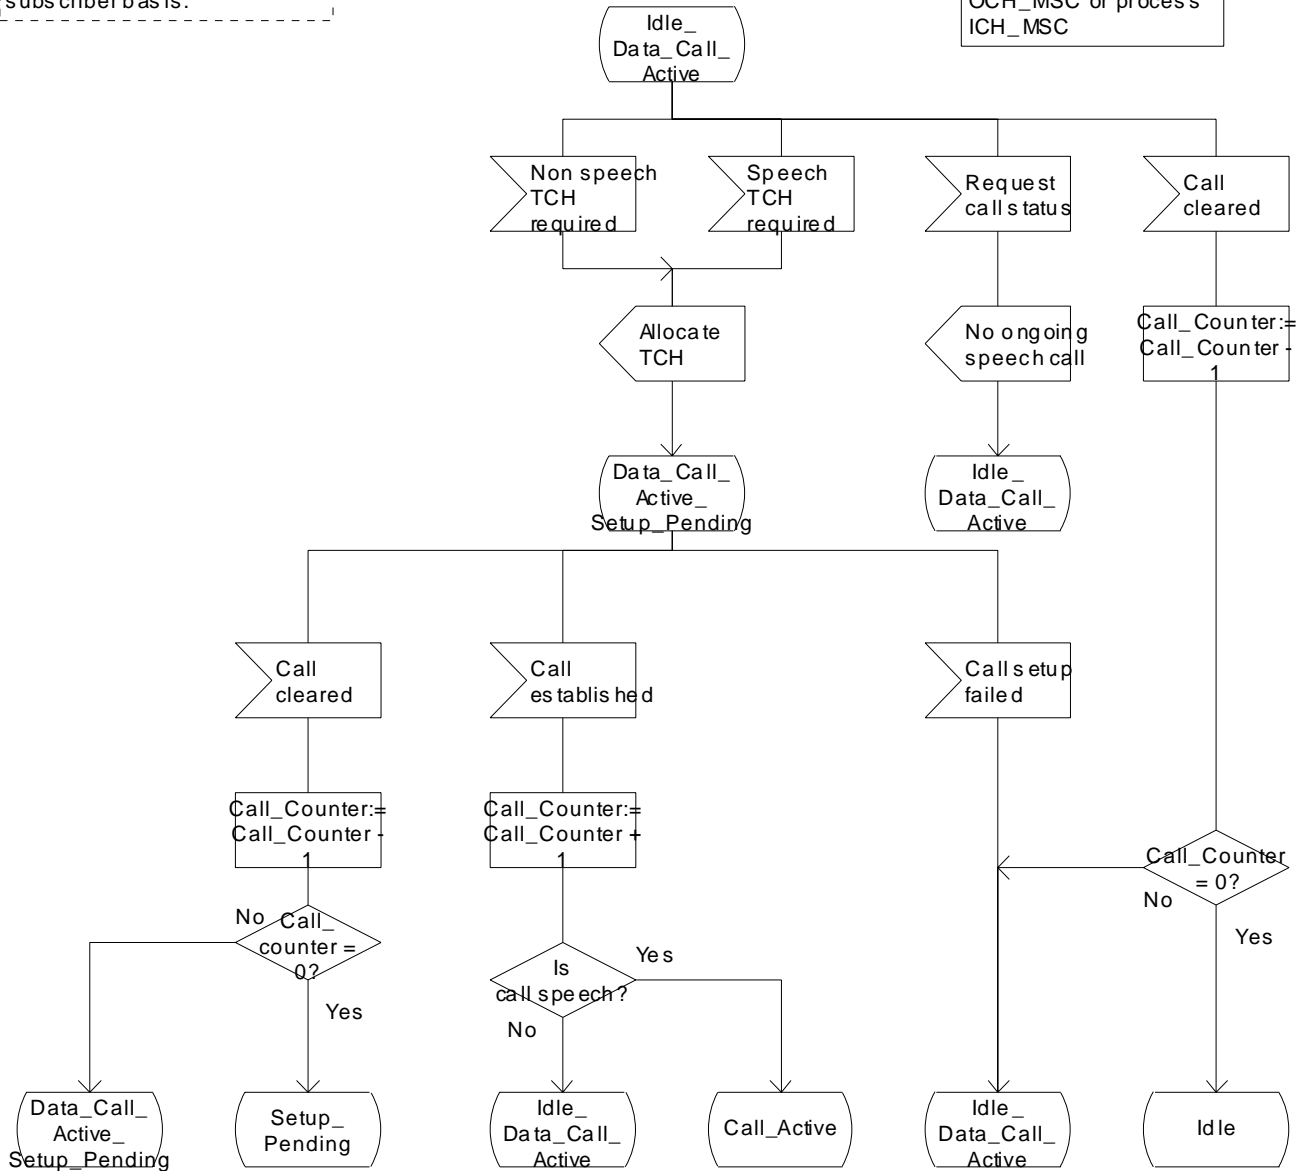 subscriber basis.
OCH_MSC or process
ICH_MSC
Idle_
Data_Call_
Active
Non speech
TCH
required
Speech
TCH
required
Request
call status
Call
cleared
Allocate
TCH
No ongoing
speech call
Call_Counter:=
Call_Counter -
1
Data_Call_
Active_
Setup_Pending
Idle_
Data_Call_
Active
Call
cleared
Call
established
Call setup
failed
Call_Counter:=
Call_Counter -
1
Call_Counter:=
Call_Counter +
1
Call_Counter
= 0?
No
Yes
No
Call_
counter =
0?
Yes
Is
call speech?
Yes
No
Data_Call_
Active_
Setup_Pending
Setup_
Pending
Idle_
Data_Call_
Active
Call_Active
Idle_
Data_Call_
Active
Idle